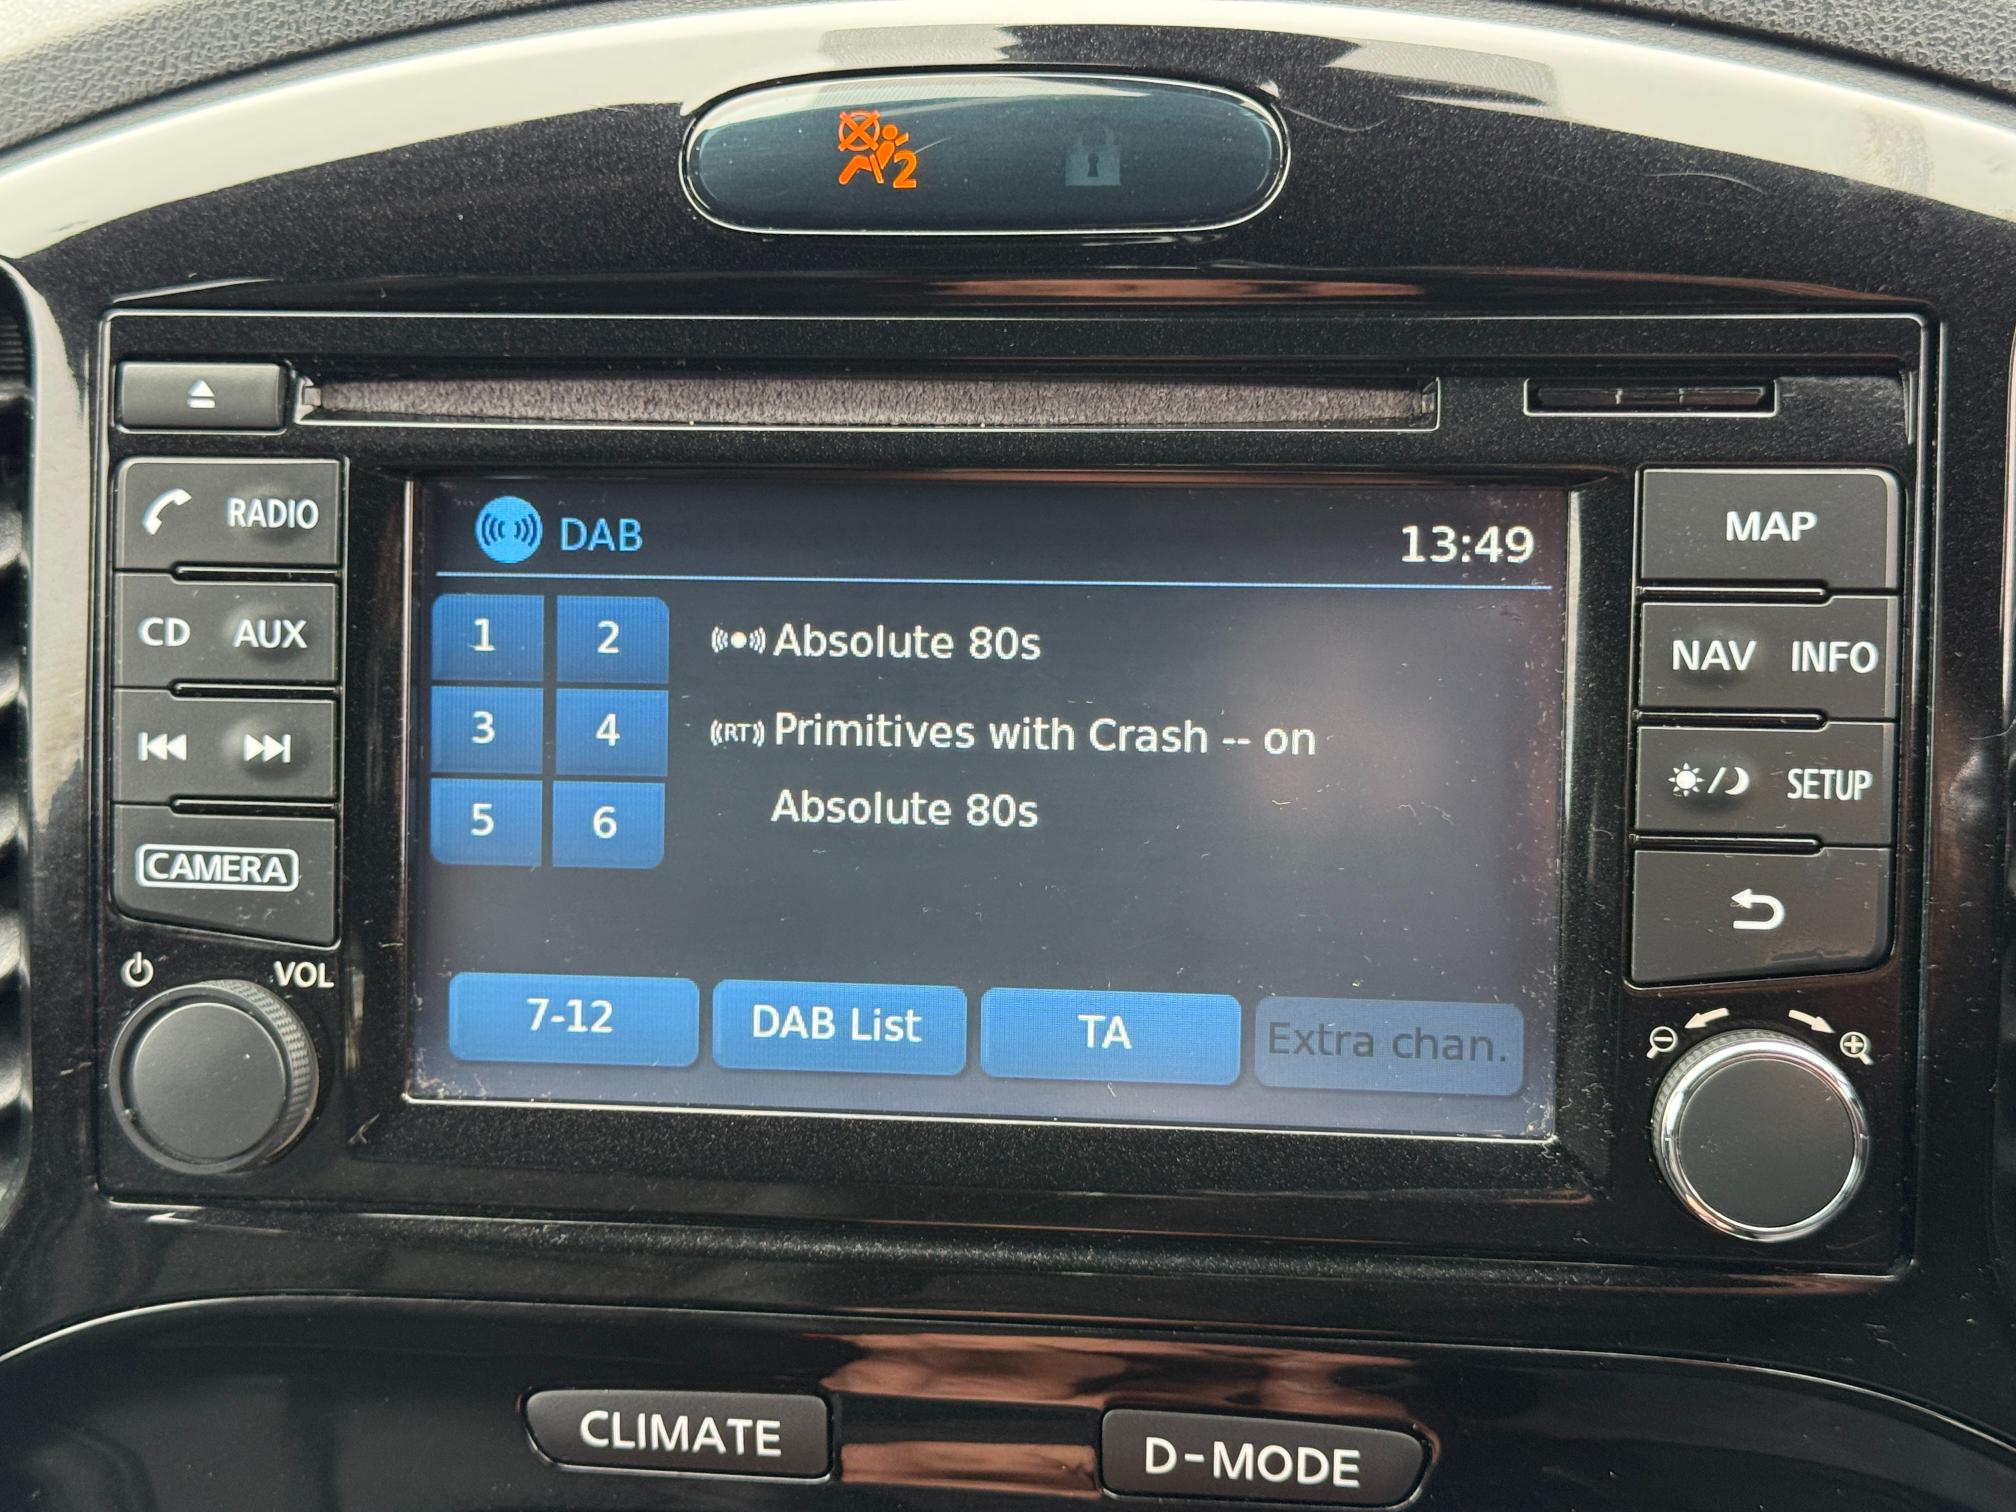 2
DAB 13:49
1 2 Absolute 80s
3 4 RT Primitives with Crash -- on
5 6 Absolute 80s
7-12 DAB List TA Extra chan.
RADIO
CD AUX
CAMERA
VOL
MAP
NAV INFO
SETUP
CLIMATE D-MODE